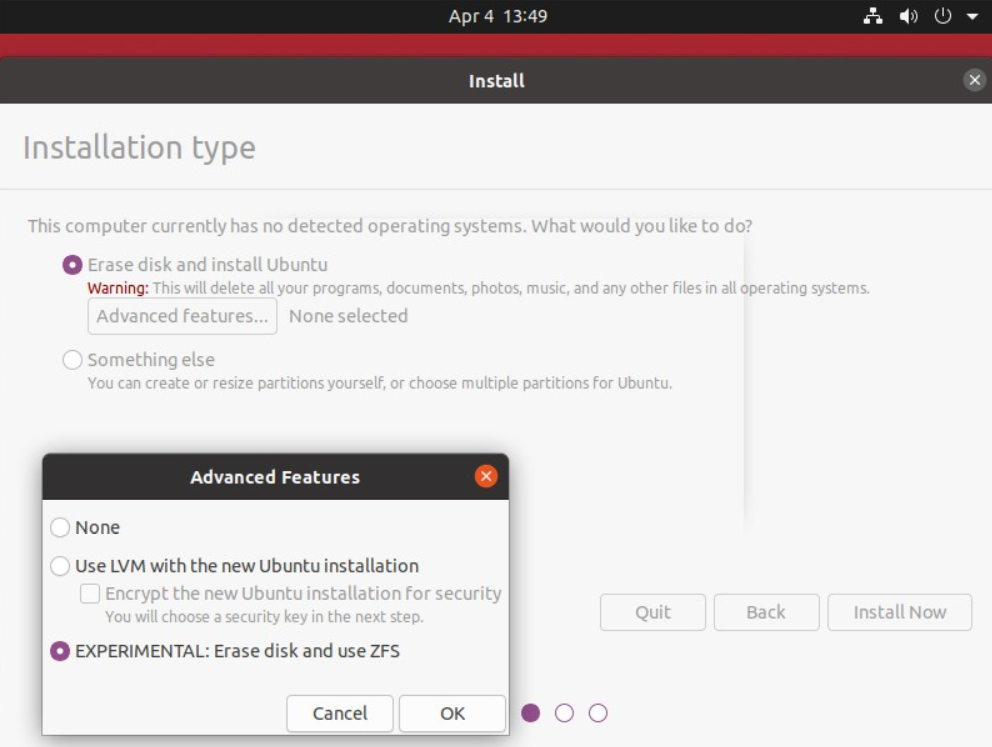 Apr 4 13:49
Install
Installation type
This computer currently has no detected operating systems. What would you like to do?
Erase disk and install Ubuntu
Warning: This will delete all your programs, documents, photos, music, and any other files in all operating systems.
Advanced features... None selected
Something else
You can create or resize partitions yourself, or choose multiple partitions for Ubuntu.
Advanced Features
None
Use LVM with the new Ubuntu installation
Encrypt the new Ubuntu installation for security
You will choose a security key in the next step.
EXPERIMENTAL: Erase disk and use ZFS
Cancel OK
Quit Back Install Now